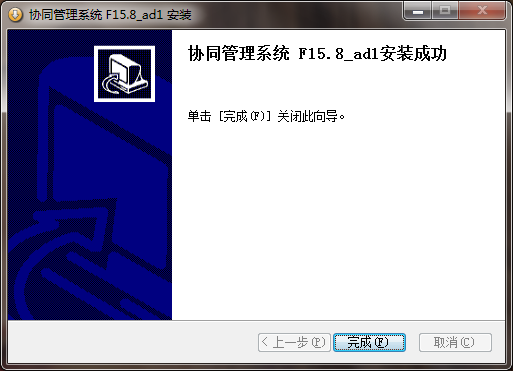 协同管理系统 F15.8_ad1 安装
协同管理系统 F15.8_ad1安装成功
单击 [完成(F)] 关闭此向导。
< 上一步(P)
完成(F)
取消(C)